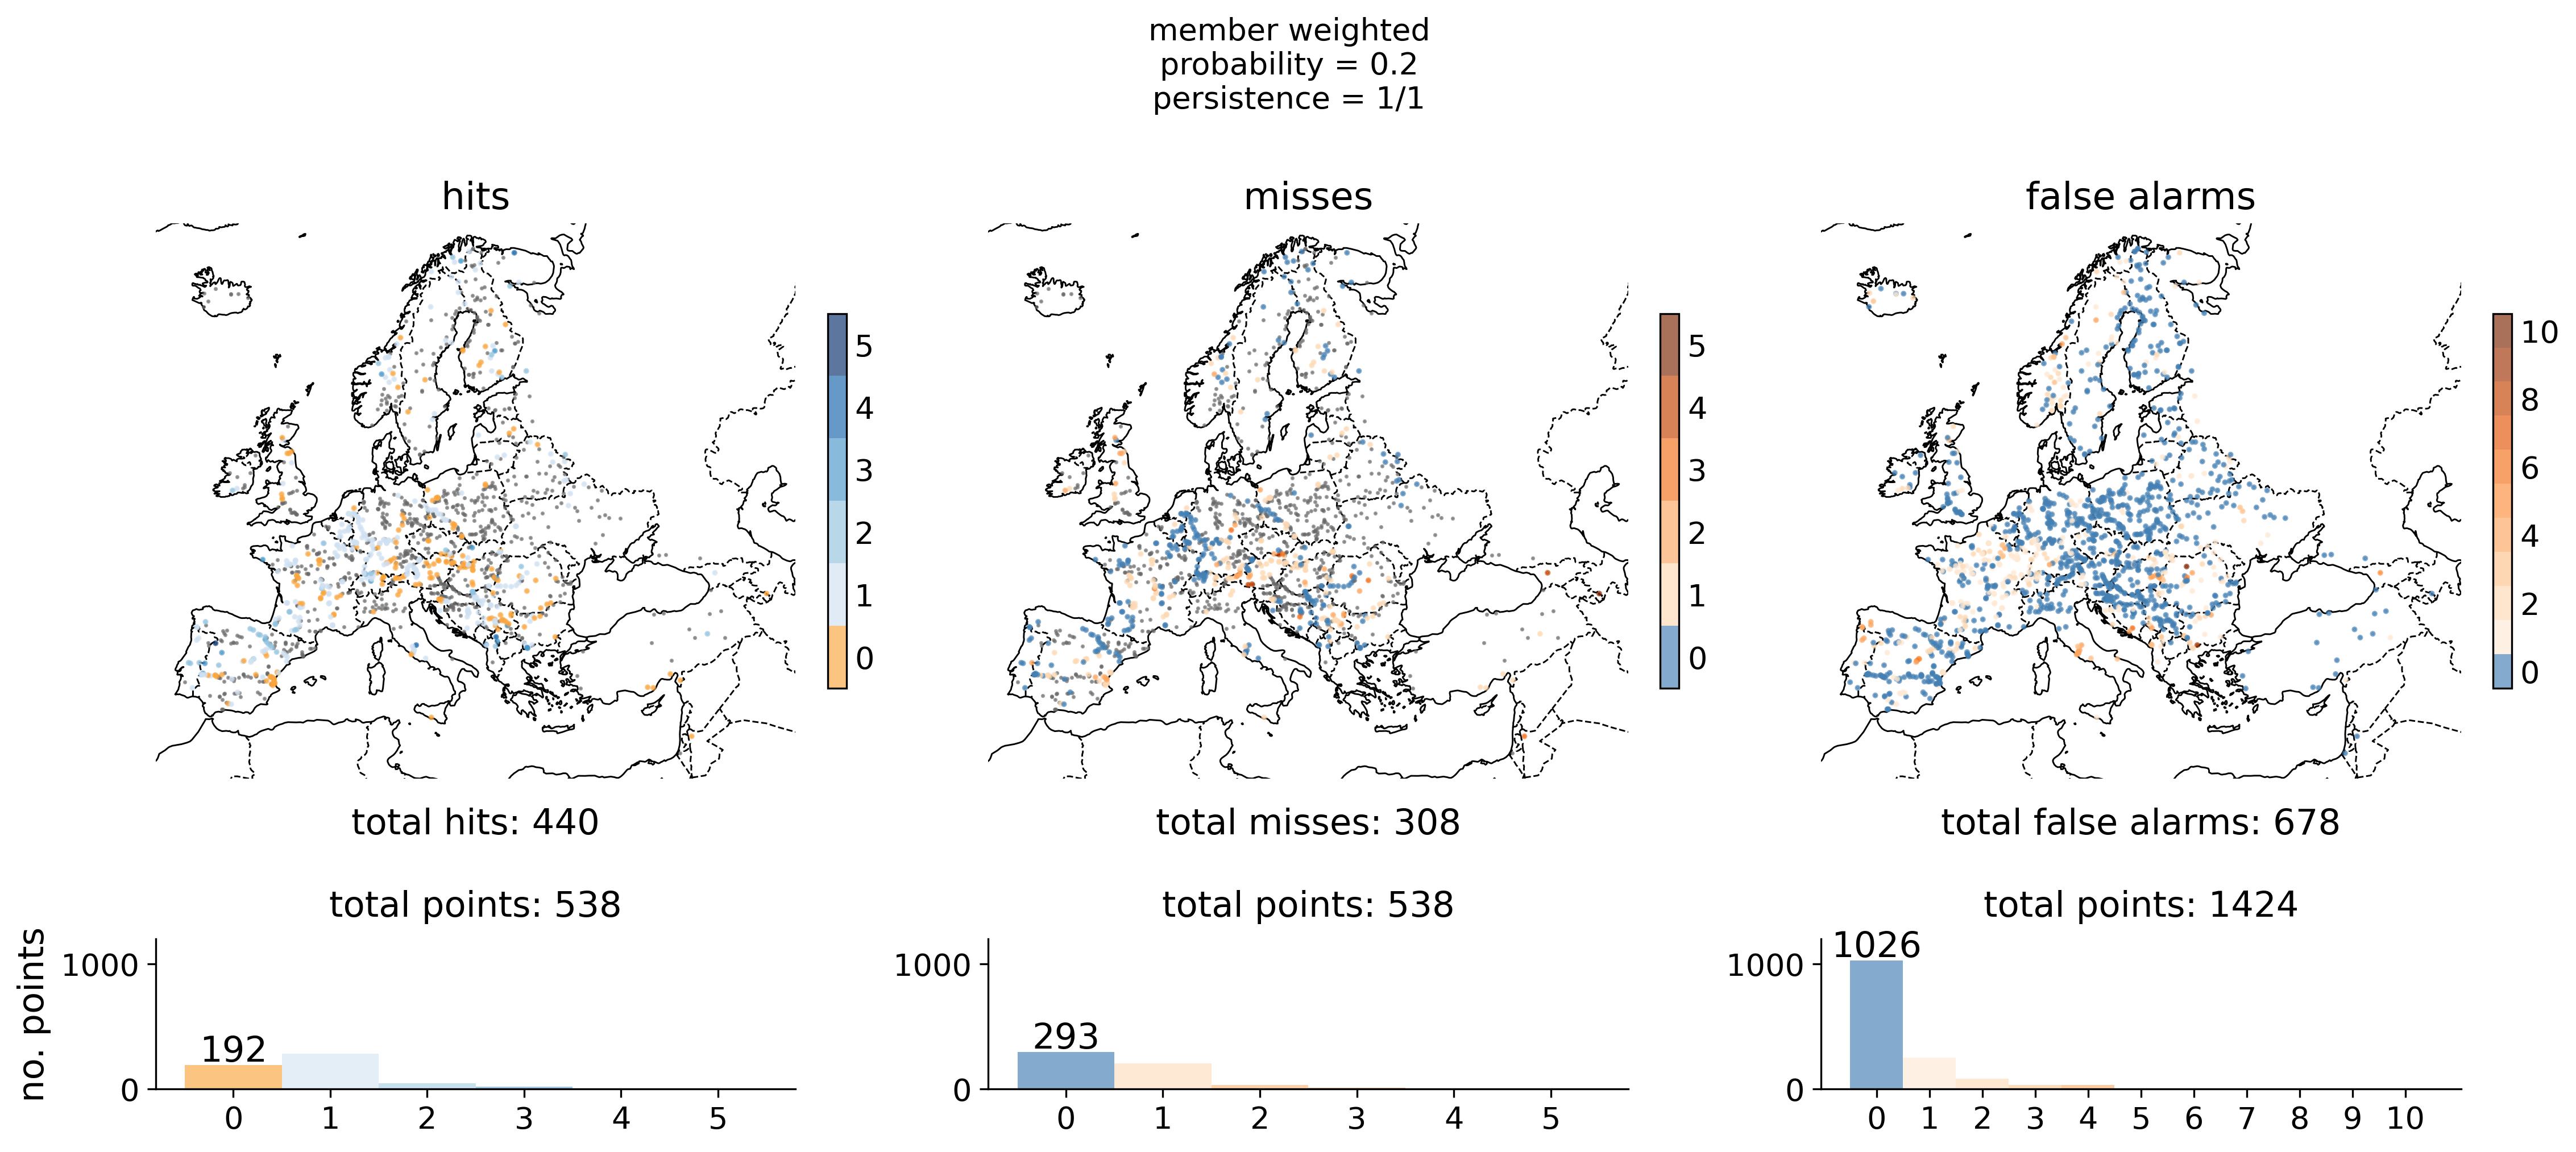 member weighted
probability = 0.2
persistence = 1/1
hits
misses
false alarms
5
4
3
2
1
0
5
4
3
2
1
0
10
8
6
4
2
0
total hits: 440
total misses: 308
total false alarms: 678
total points: 538
total points: 538
total points: 1424
no. points
1000
0
192
0 1 2 3 4 5
1000
0
293
0 1 2 3 4 5
1000
0
1026
0 1 2 3 4 5 6 7 8 9 10